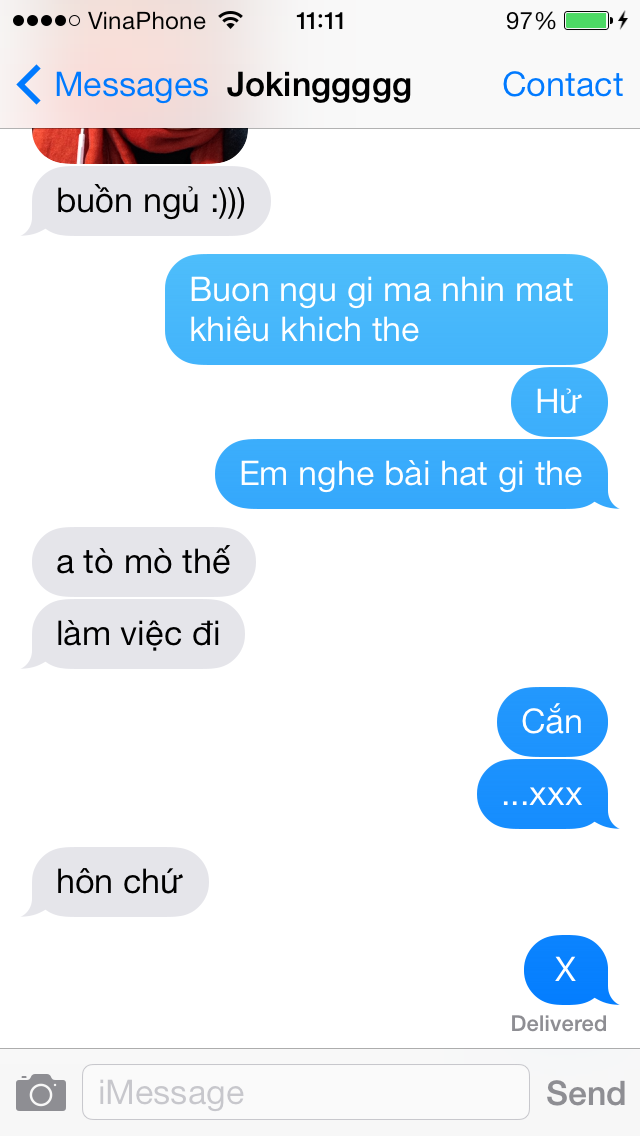 VinaPhone 11:11 97%
Messages Jokinggggg Contact
buồn ngủ :)))
Buon ngu gi ma nhin mat
khiêu khich the
Hử
Em nghe bài hat gi the
a tò mò thế
làm việc đi
Cắn
...xxx
hôn chứ
X
Delivered
iMessage Send